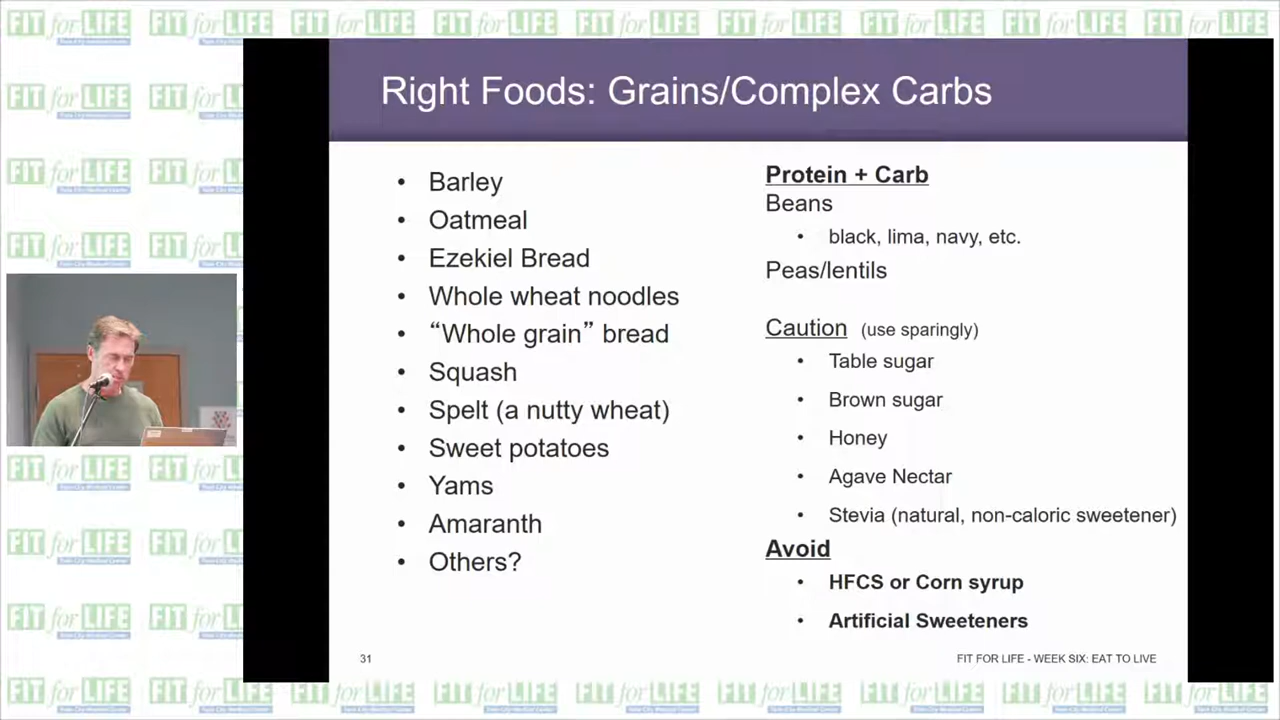 Right Foods: Grains/Complex Carbs
• Barley
• Oatmeal
• Ezekiel Bread
• Whole wheat noodles
• “Whole grain” bread
• Squash
• Spelt (a nutty wheat)
• Sweet potatoes
• Yams
• Amaranth
• Others?
Protein + Carb
Beans
• black, lima, navy, etc.
Peas/lentils
Caution (use sparingly)
• Table sugar
• Brown sugar
• Honey
• Agave Nectar
• Stevia (natural, non-caloric sweetener)
Avoid
• HFCS or Corn syrup
• Artificial Sweeteners
31
FIT FOR LIFE - WEEK SIX: EAT TO LIVE
FIT for LIFE